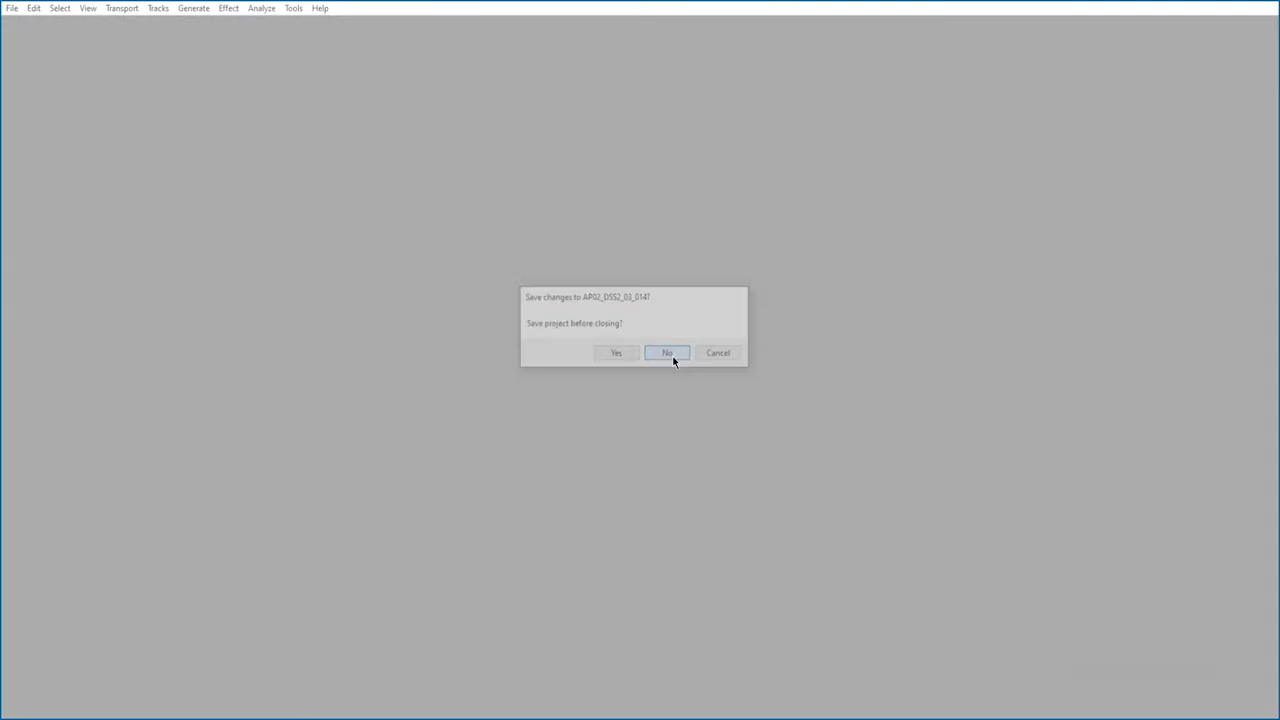 File Edit Select View Transport Tracks Generate Effect Analyze Tools Help
Save changes to AP02_DSS2_03_014?
Save project before closing?
Yes No Cancel